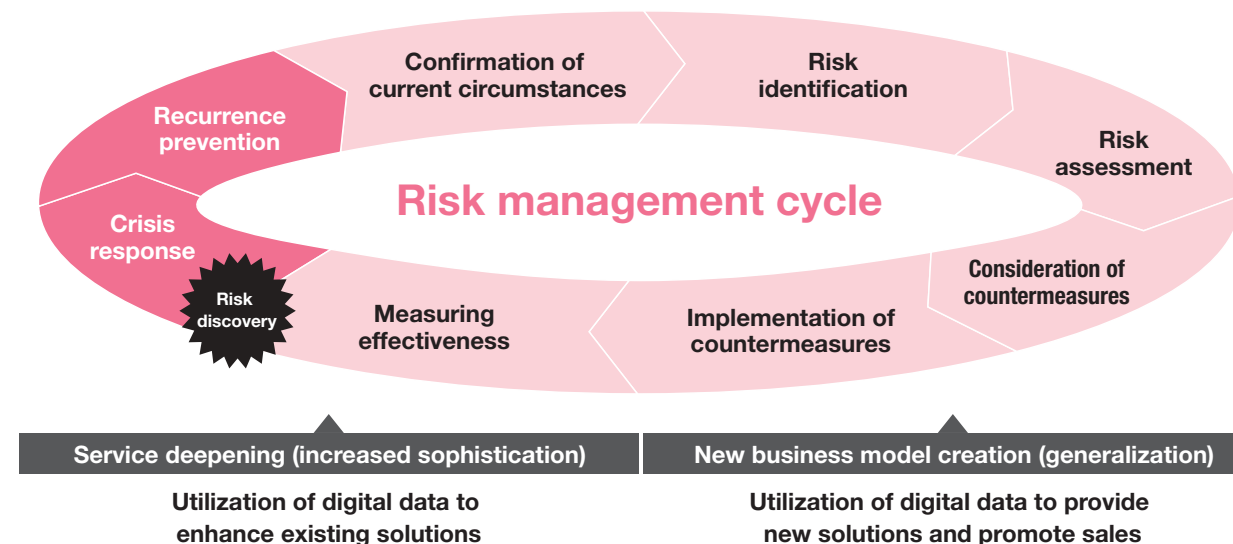 Confirmation of
current circumstances
Risk
identification
Recurrence
prevention
Risk
assessment
Risk management cycle
Crisis
response
Consideration of
countermeasures
Risk
discovery
Measuring
effectiveness
Implementation of
countermeasures
Service deepening (increased sophistication)
New business model creation (generalization)
Utilization of digital data to
enhance existing solutions
Utilization of digital data to provide
new solutions and promote sales